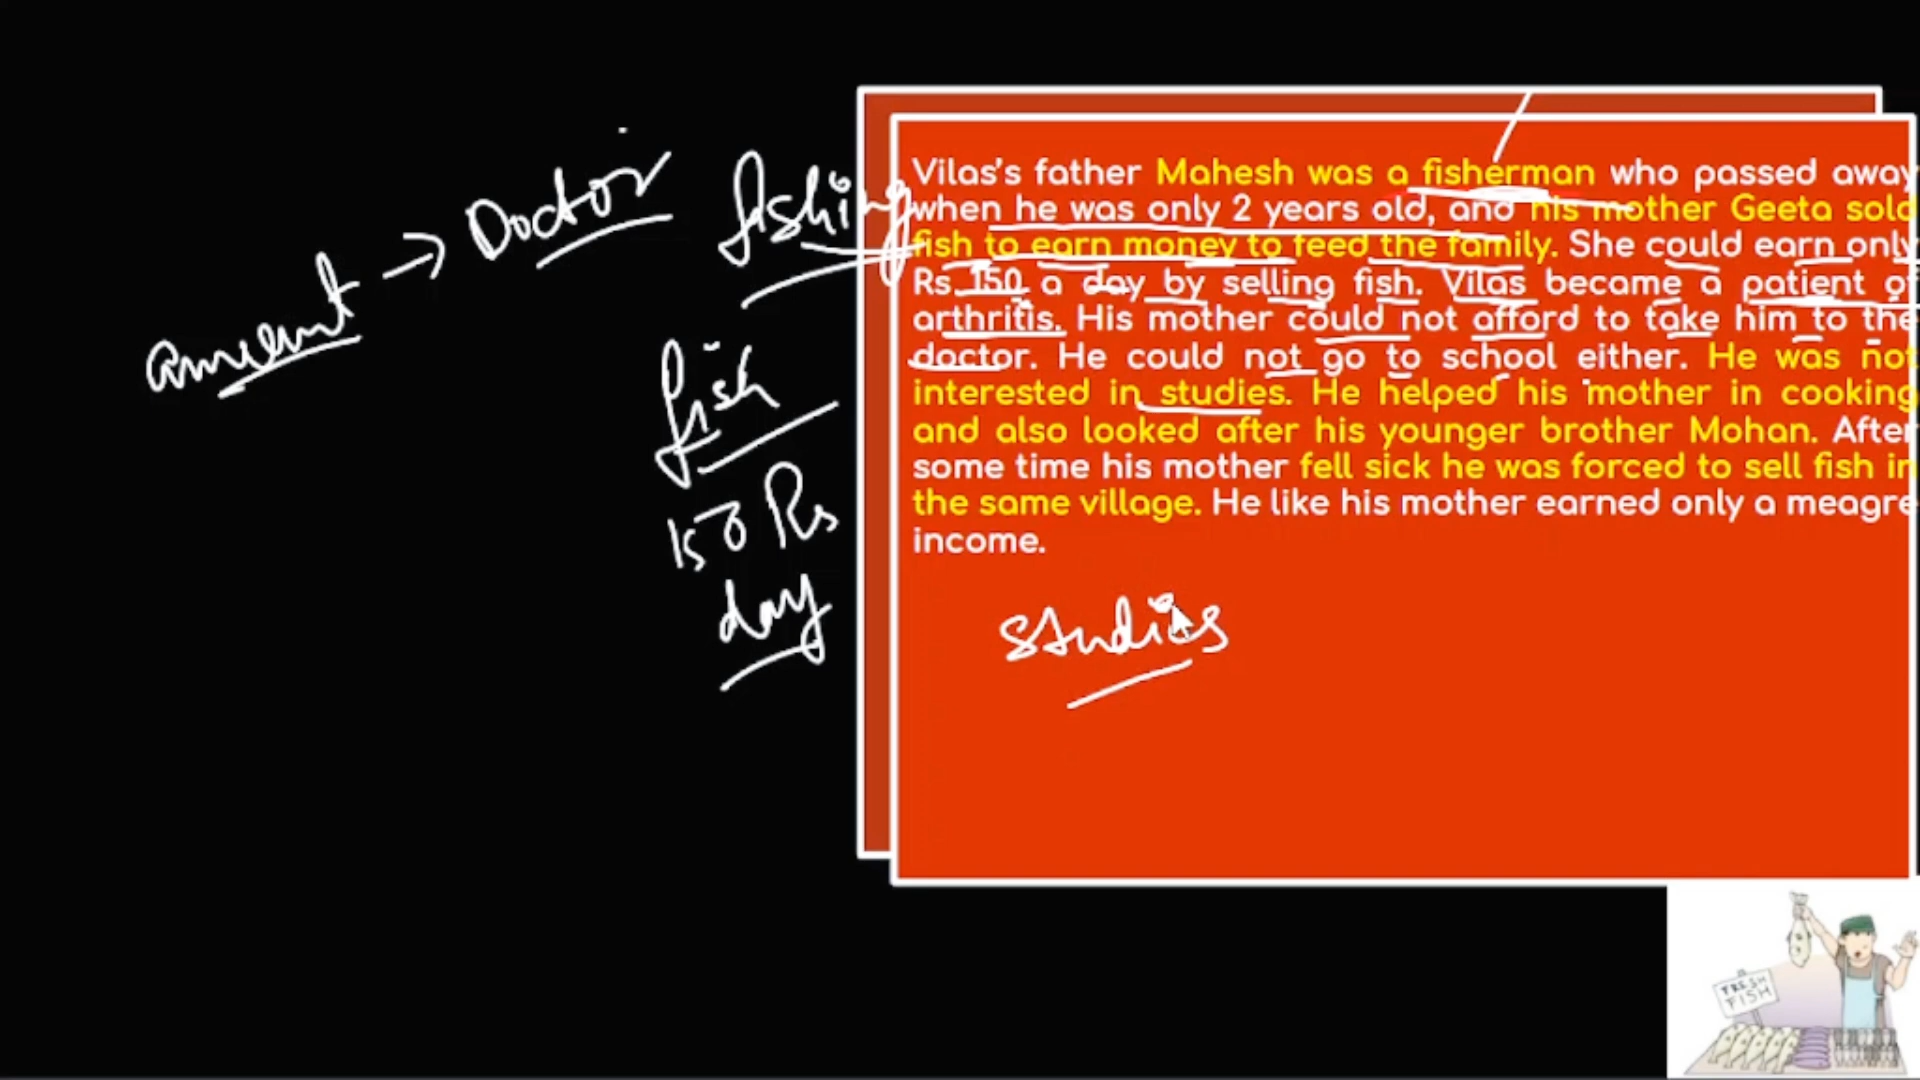 amount → Doctor
fishing
fish
150 Rs
day
Vilas's father Mahesh was a fisherman who passed away
when he was only 2 years old, and his mother Geeta sold
fish to earn money to feed the family. She could earn only
Rs 150 a day by selling fish. Vilas became a patient of
arthritis. His mother could not afford to take him to the
doctor. He could not go to school either. He was not
interested in studies. He helped his mother in cooking
and also looked after his younger brother Mohan. After
some time his mother fell sick he was forced to sell fish in
the same village. He like his mother earned only a meagre
income.
studies
FRESH
FISH